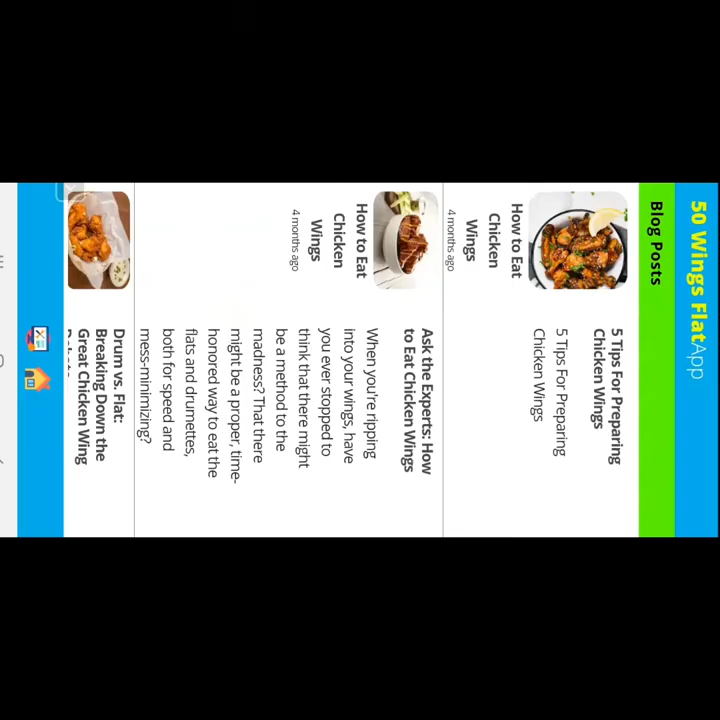 50 Wings FlatApp
Blog Posts
How to Eat
Chicken
Wings
4 months ago
5 Tips For Preparing
Chicken Wings
5 Tips For Preparing
Chicken Wings
How to Eat
Chicken
Wings
4 months ago
Ask the Experts: How
to Eat Chicken Wings
When you're ripping
into your wings, have
you ever stopped to
think that there might
be a method to the
madness? That there
might be a proper, time-
honored way to eat the
flats and drumettes,
both for speed and
mess-minimizing?
Drum vs. Flat:
Breaking Down the
Great Chicken Wing